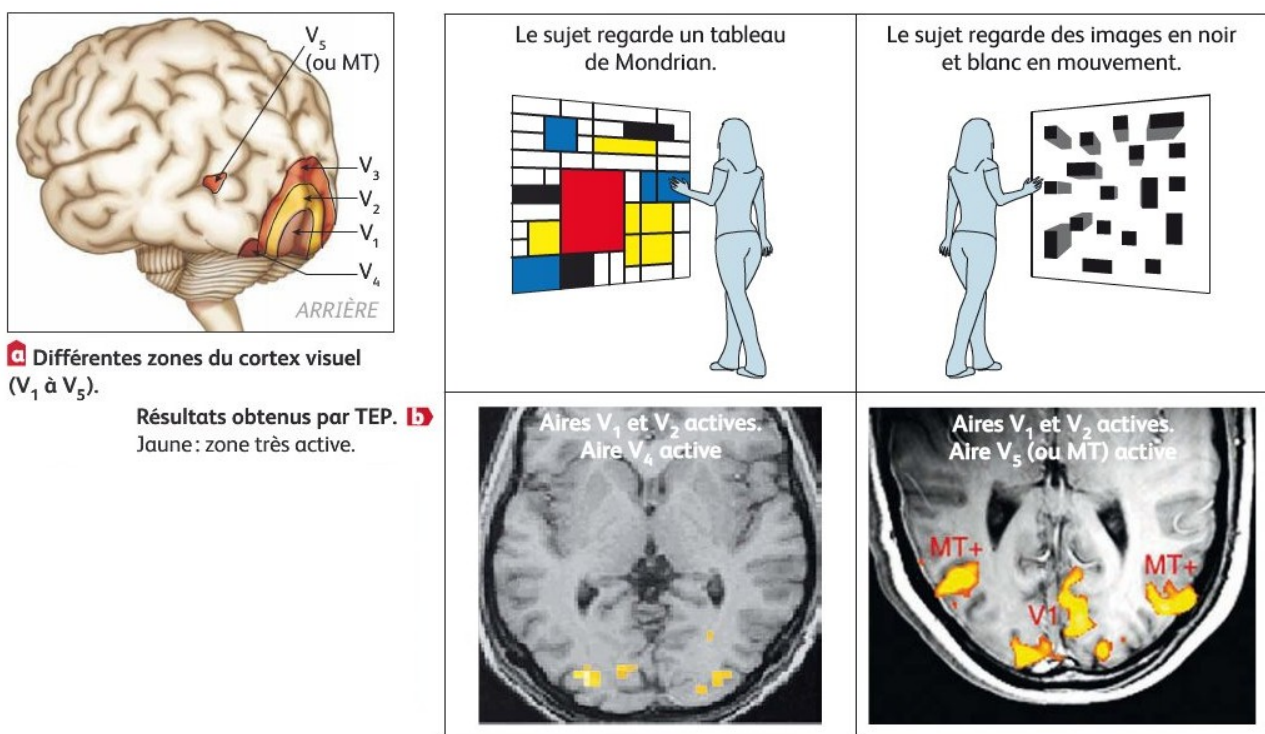 V₅
(ou MT)
V₃
V₂
V₁
V₄
ARRIÈRE
a Différentes zones du cortex visuel
(V₁ à V₅).
Résultats obtenus par TEP. b
Jaune : zone très active.
Le sujet regarde un tableau
de Mondrian.
Le sujet regarde des images en noir
et blanc en mouvement.
Aires V₁ et V₂ actives.
Aire V₄ active
Aires V₁ et V₂ actives.
Aire V₅ (ou MT) active
MT+
MT+
V1